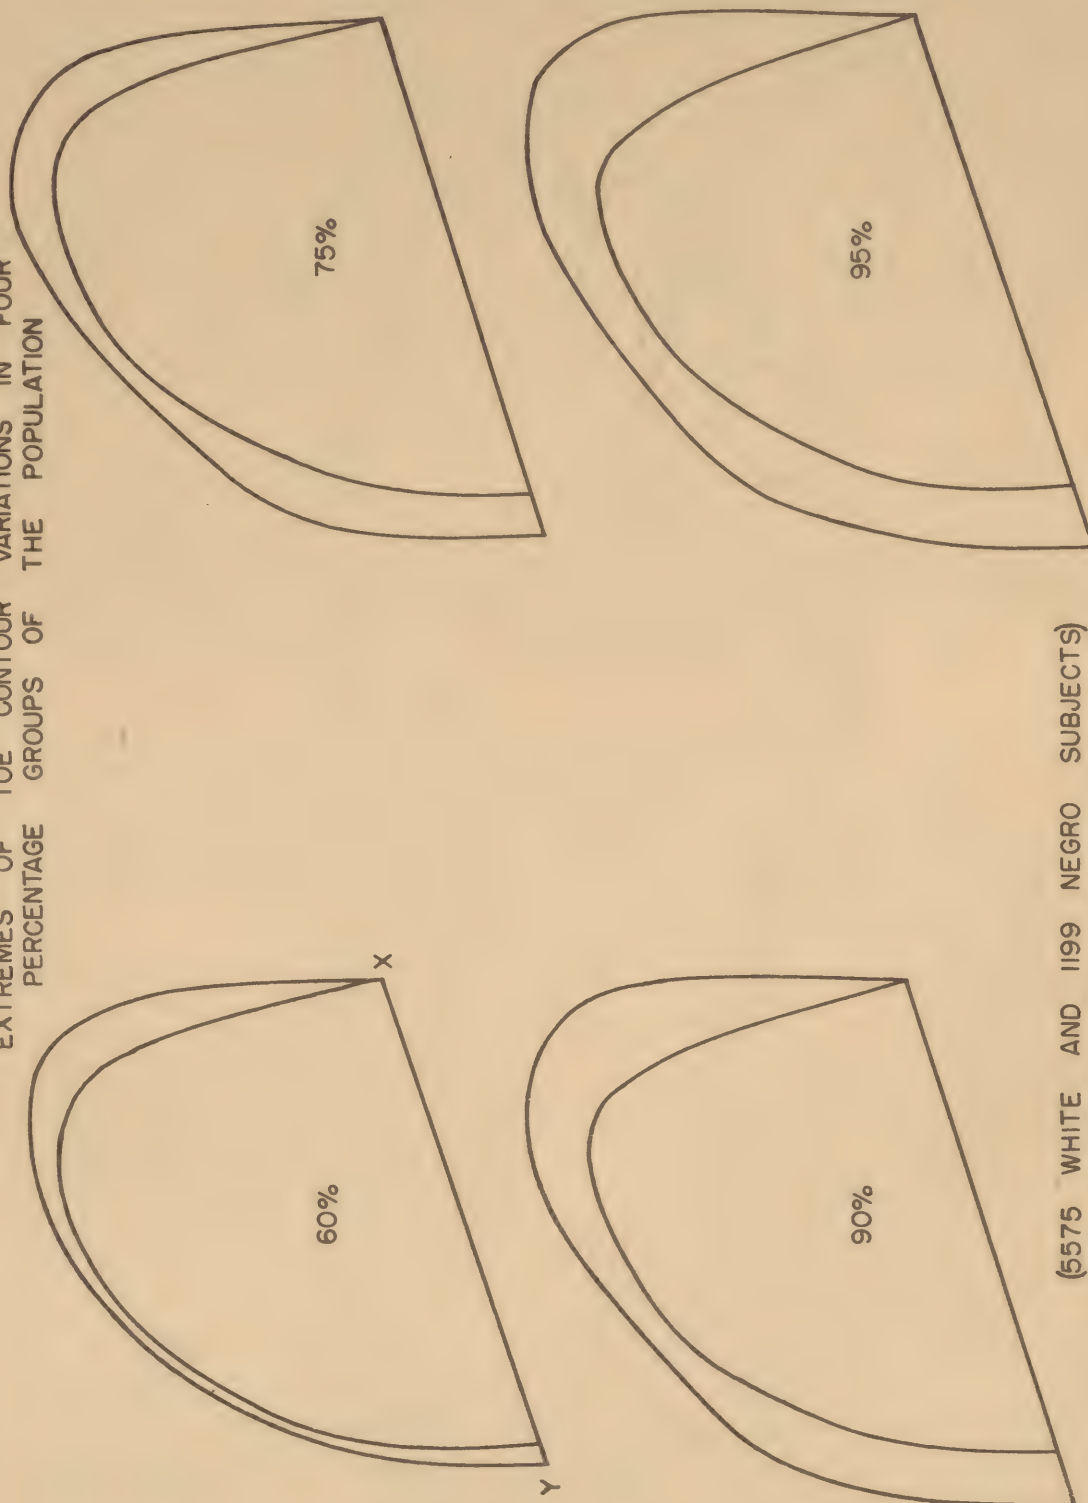 EXTREMES OF TOE CONTOUR VARIATIONS IN FOUR
PERCENTAGE GROUPS OF THE POPULATION
60%
X
Y
75%
90%
95%
(5575 WHITE AND 1199 NEGRO SUBJECTS)